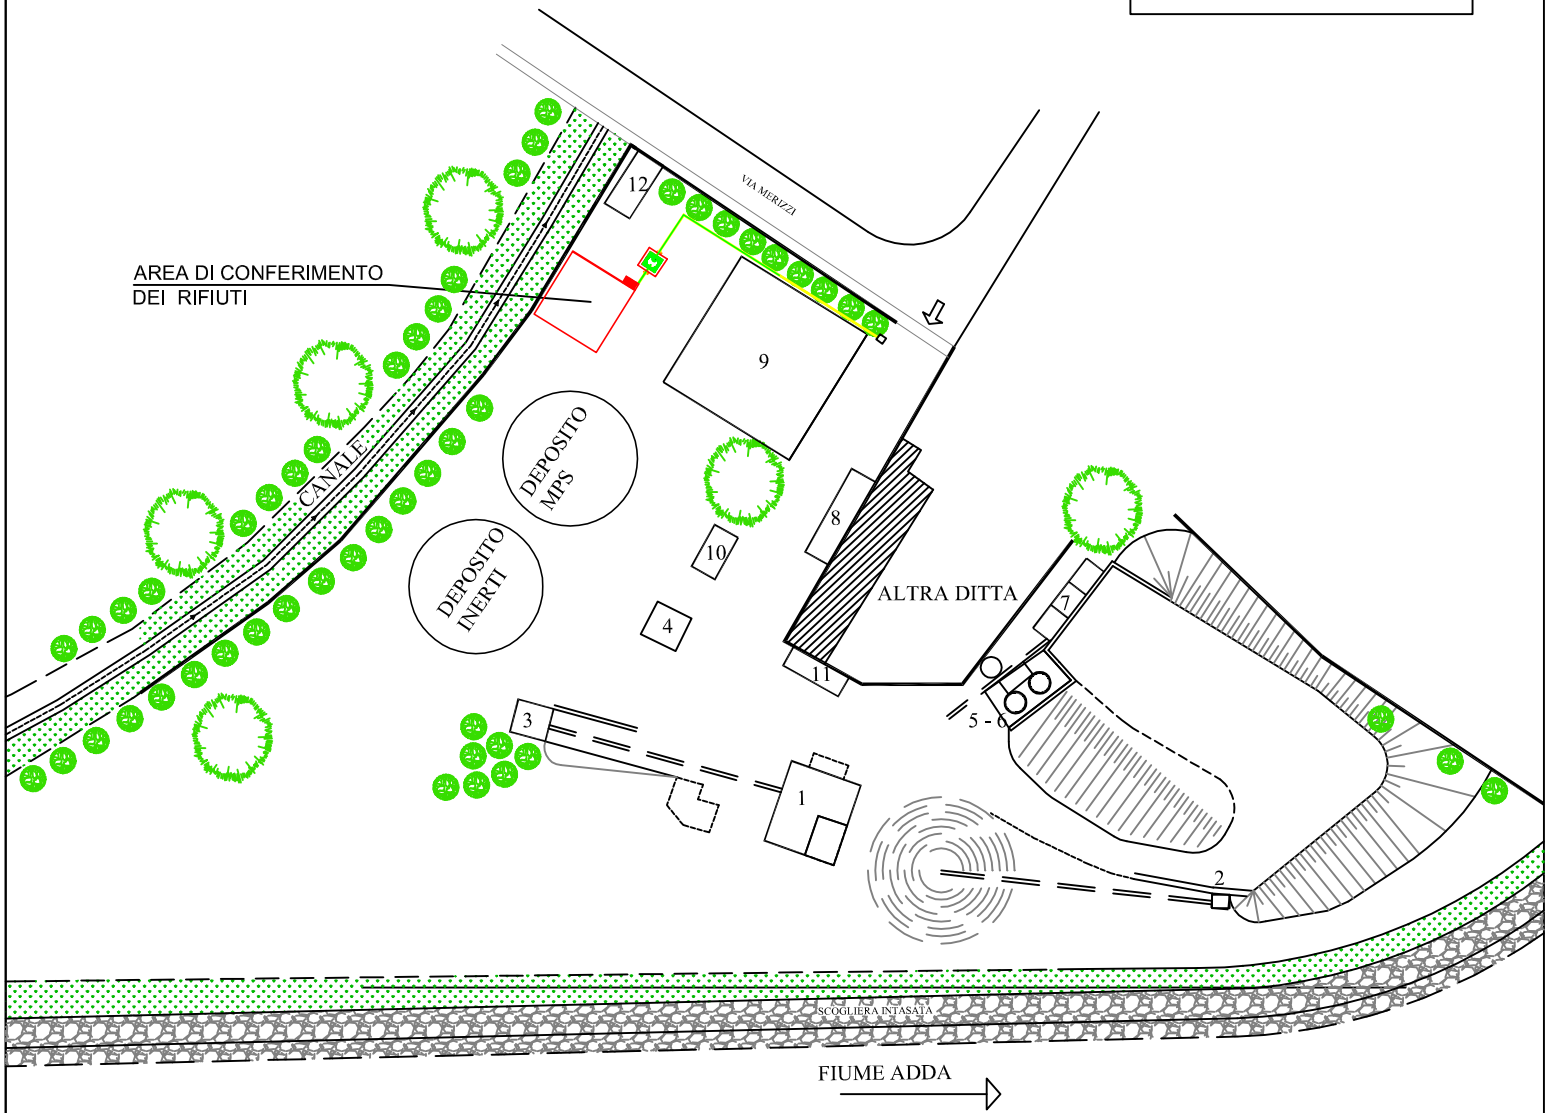 VIA MERIZZI
12
AREA DI CONFERIMENTO
DEI RIFIUTI
9
CANALE
DEPOSITO
MPS
8
DEPOSITO
INERTI
10
ALTRA DITTA
7
4
11
3
5 - 6
1
2
SCOGLIERA INTASATA
FIUME ADDA